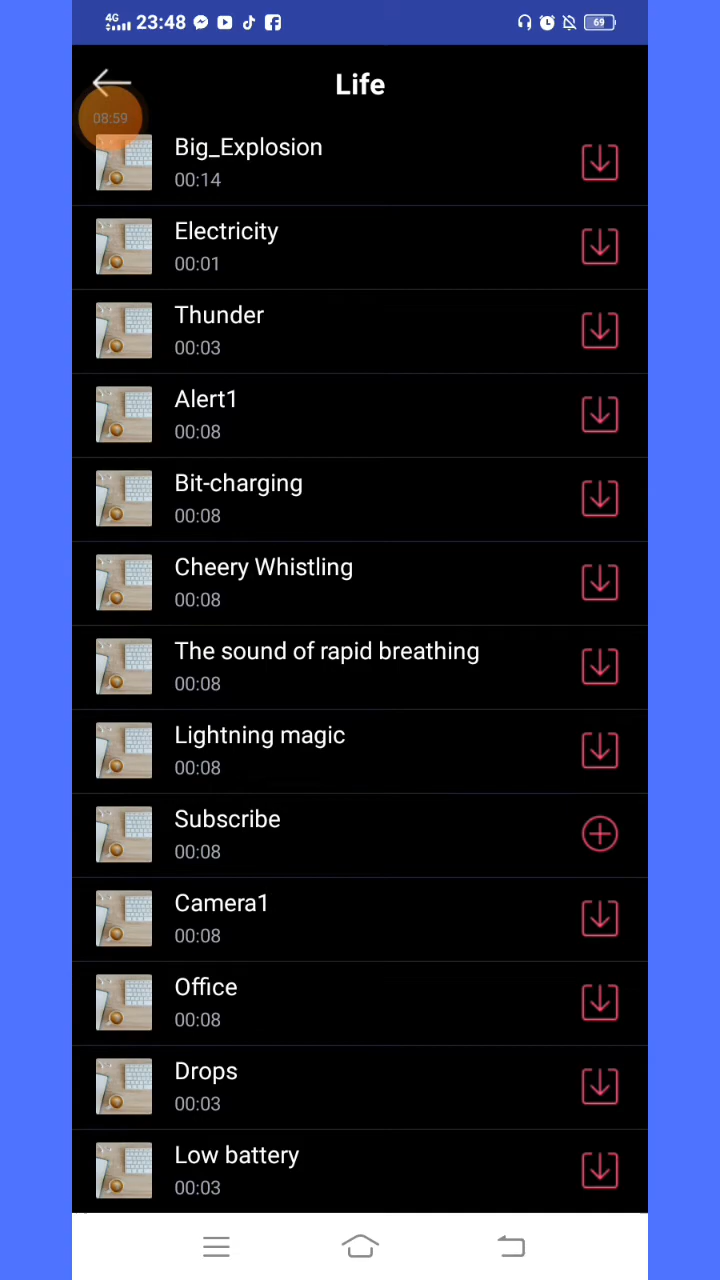 4G 23:48 69
Life
08:59
Big_Explosion
00:14
Electricity
00:01
Thunder
00:03
Alert1
00:08
Bit-charging
00:08
Cheery Whistling
00:08
The sound of rapid breathing
00:08
Lightning magic
00:08
Subscribe
00:08
Camera1
00:08
Office
00:08
Drops
00:03
Low battery
00:03